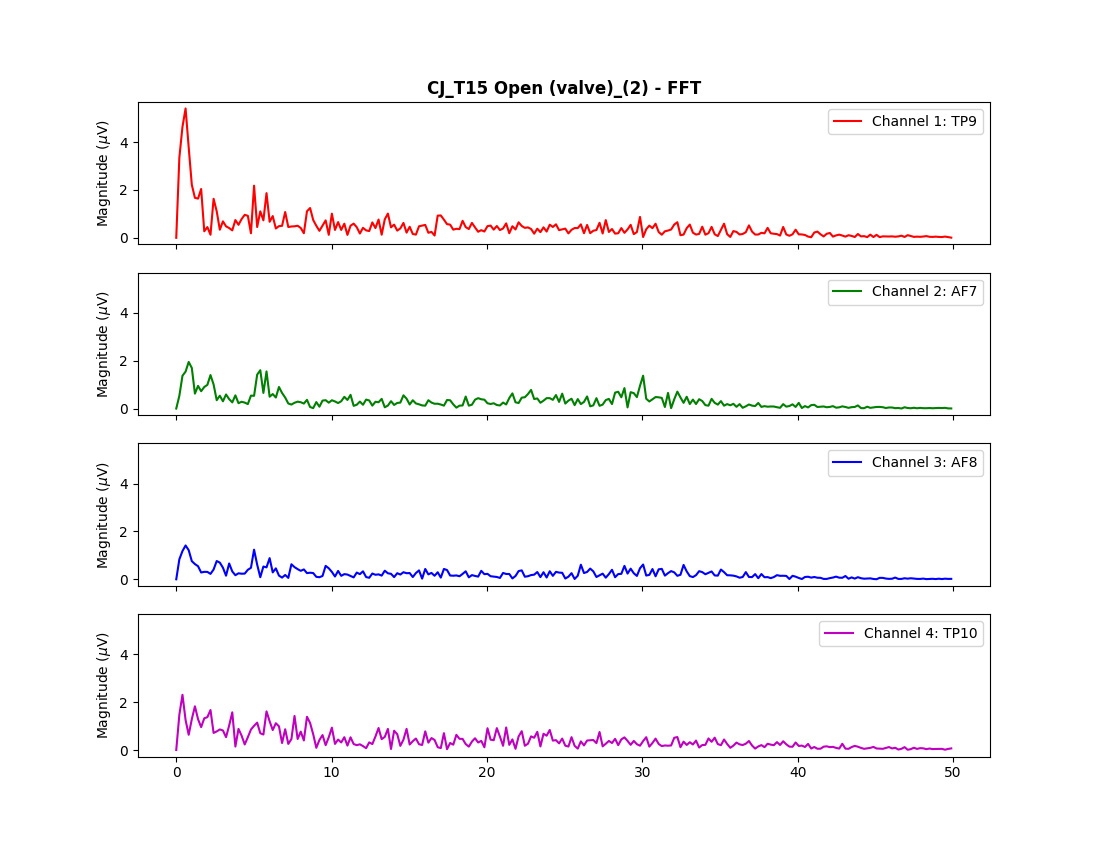 CJ_T15 Open (valve)_(2) - FFT
Magnitude (μV)
4
2
0
Channel 1: TP9
Magnitude (μV)
4
2
0
Channel 2: AF7
Magnitude (μV)
4
2
0
Channel 3: AF8
Magnitude (μV)
4
2
0
Channel 4: TP10
0 10 20 30 40 50